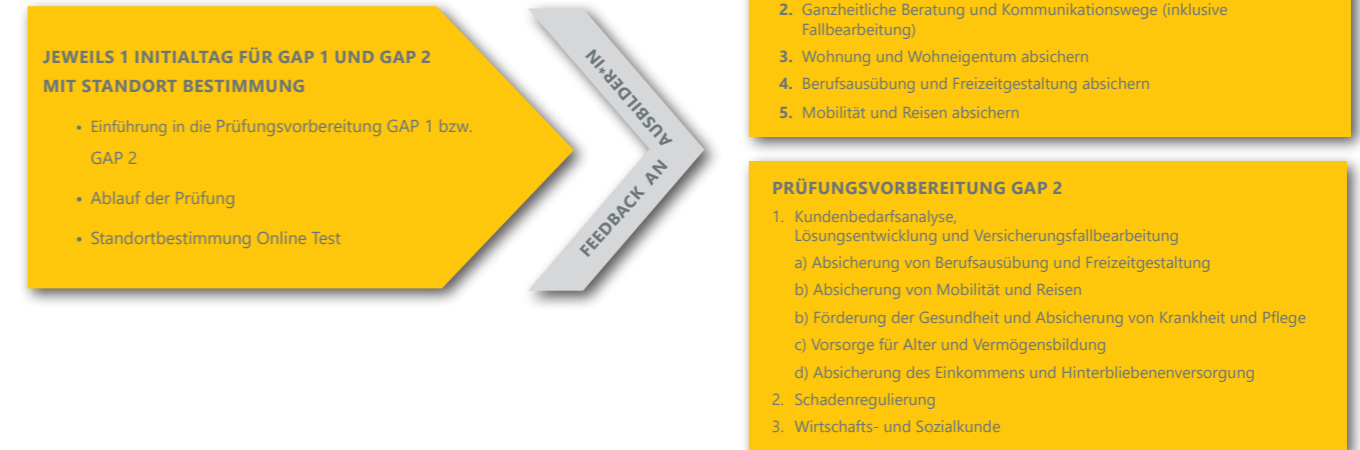 JEWEILS 1 INITIALTAG FÜR GAP 1 UND GAP 2
MIT STANDORT BESTIMMUNG
• Einführung in die Prüfungsvorbereitung GAP 1 bzw.
GAP 2
• Ablauf der Prüfung
• Standortbestimmung Online Test
FEEDBACK AN
AUSBILDER*IN
2. Ganzheitliche Beratung und Kommunikationswege (inklusive
Fallbearbeitung)
3. Wohnung und Wohneigentum absichern
4. Berufsausübung und Freizeitgestaltung absichern
5. Mobilität und Reisen absichern
PRÜFUNGSVORBEREITUNG GAP 2
1. Kundenbedarfsanalyse,
Lösungsentwicklung und Versicherungsfallbearbeitung
a) Absicherung von Berufsausübung und Freizeitgestaltung
b) Absicherung von Mobilität und Reisen
b) Förderung der Gesundheit und Absicherung von Krankheit und Pflege
c) Vorsorge für Alter und Vermögensbildung
d) Absicherung des Einkommens und Hinterbliebenenversorgung
2. Schadenregulierung
3. Wirtschafts- und Sozialkunde